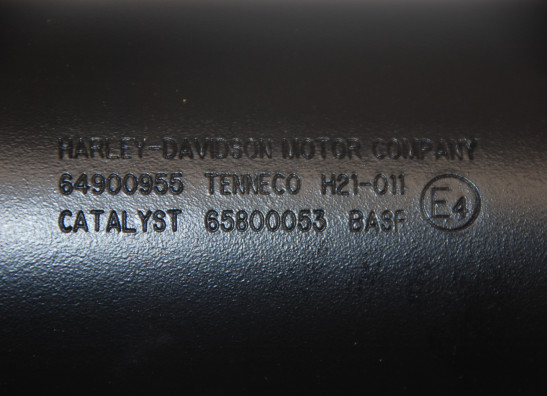 HARLEY-DAVIDSON MOTOR COMPANY
64900955 TENNECO H21-011
CATALYST 65800053 BASF E4